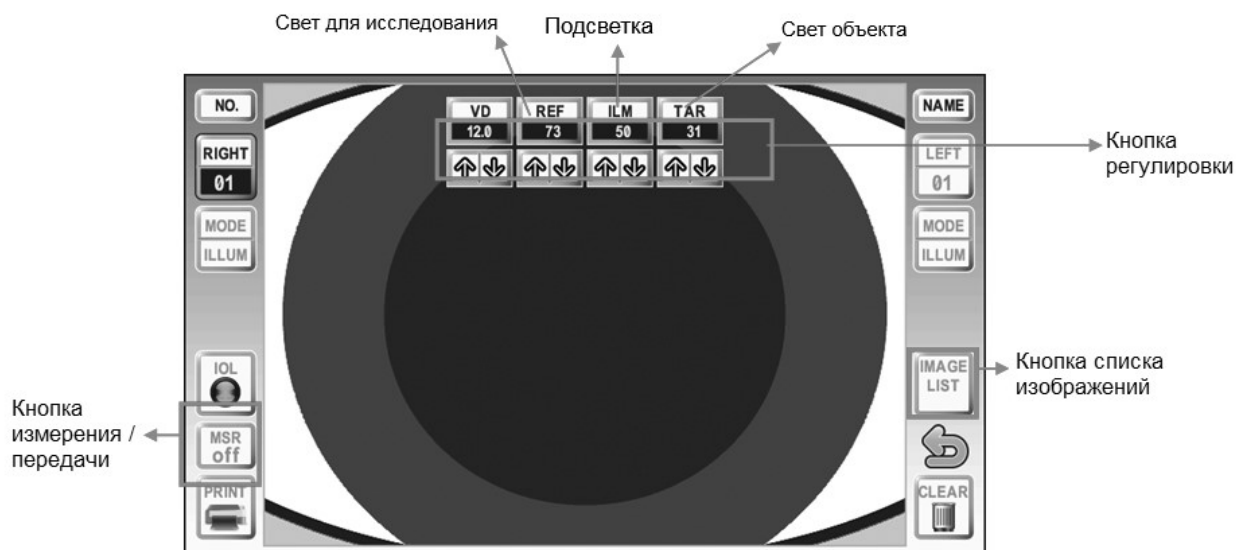 Свет для исследования
Подсветка
Свет объекта
NO.
VD
REF
ILM
TAR
NAME
12.0
73
50
31
RIGHT
01
LEFT
01
Кнопка
регулировки
MODE
ILLUM
MODE
ILLUM
IOL
IMAGE
LIST
Кнопка списка
изображений
Кнопка
измерения /
передачи
MSR
off
PRINT
CLEAR